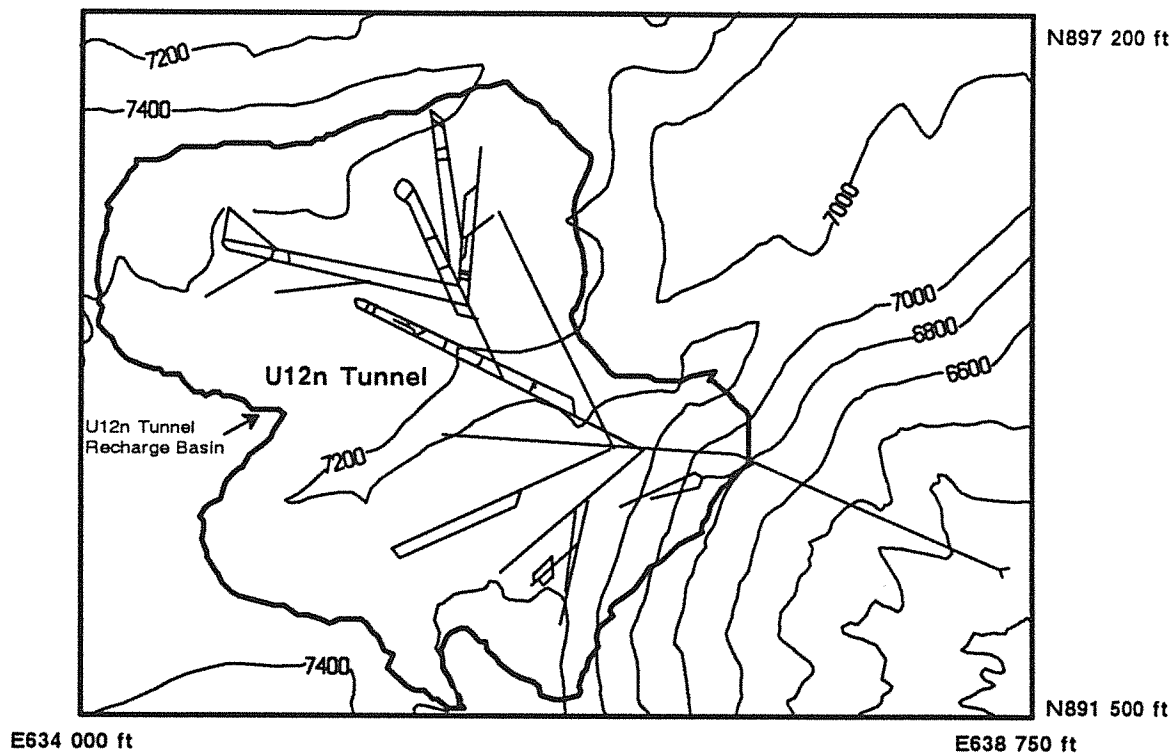 N897 200 ft
7200
7400
7000
7000
6800
6600
U12n Tunnel
U12n Tunnel
Recharge Basin
7200
7400
N891 500 ft
E634 000 ft
E638 750 ft